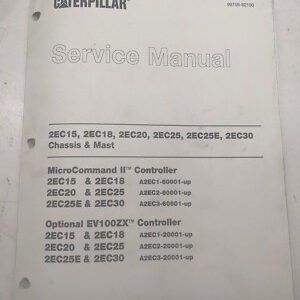 CATERPILLAR®
99709-82100
Service Manual
2EC15, 2EC18, 2EC20, 2EC25, 2EC25E, 2EC30
Chassis & Mast
MicroCommand II™ Controller
2EC15 & 2EC18 A2EC1-60001-up
2EC20 & 2EC25 A2EC2-60001-up
2EC25E & 2EC30 A2EC3-60001-up
Optional EV100ZX™ Controller
2EC15 & 2EC18 A2EC1-20001-up
2EC20 & 2EC25 A2EC2-20001-up
2EC25E & 2EC30 A2EC3-20001-up